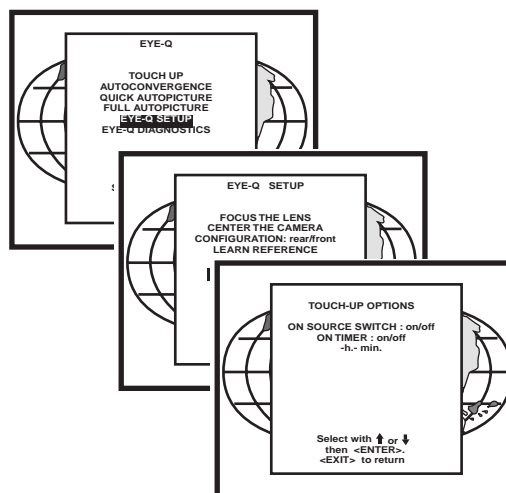 EYE-Q
TOUCH UP
AUTOCONVERGENCE
QUICK AUTOPICTURE
FULL AUTOPICTURE
EYE-Q SETUP
EYE-Q DIAGNOSTICS
EYE-Q SETUP
FOCUS THE LENS
CENTER THE CAMERA
CONFIGURATION: rear/front
LEARN REFERENCE
TOUCH-UP OPTIONS
ON SOURCE SWITCH : on/off
ON TIMER : on/off
-h.- min.
Select with ⬆ or ⬇
then <ENTER>.
<EXIT> to return